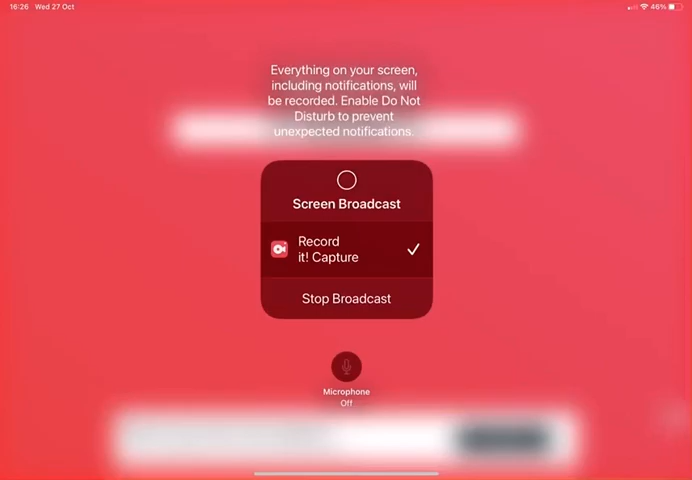 16:26 Wed 27 Oct 46%
Everything on your screen,
including notifications, will
be recorded. Enable Do Not
Disturb to prevent
unexpected notifications.
Screen Broadcast
Record
it! Capture
Stop Broadcast
Microphone
Off